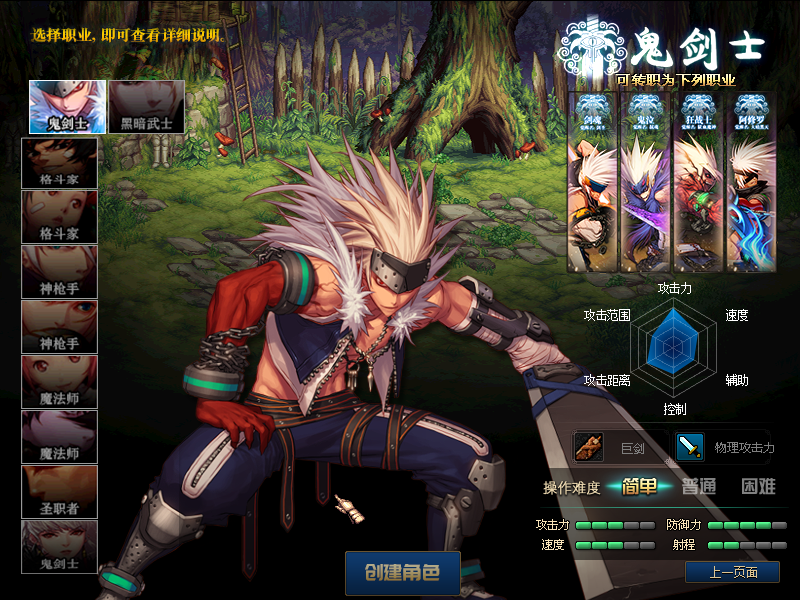 选择职业, 即可查看详细说明。
鬼剑士
可转职为下列职业
鬼剑士
黑暗武士
格斗家
格斗家
神枪手
神枪手
魔法师
魔法师
圣职者
鬼剑士
剑魂
鬼泣
狂战士
阿修罗
攻击力
攻击范围
速度
攻击距离
辅助
控制
巨剑
物理攻击力
操作难度
简单
普通
困难
攻击力
防御力
速度
射程
创建角色
上一页面